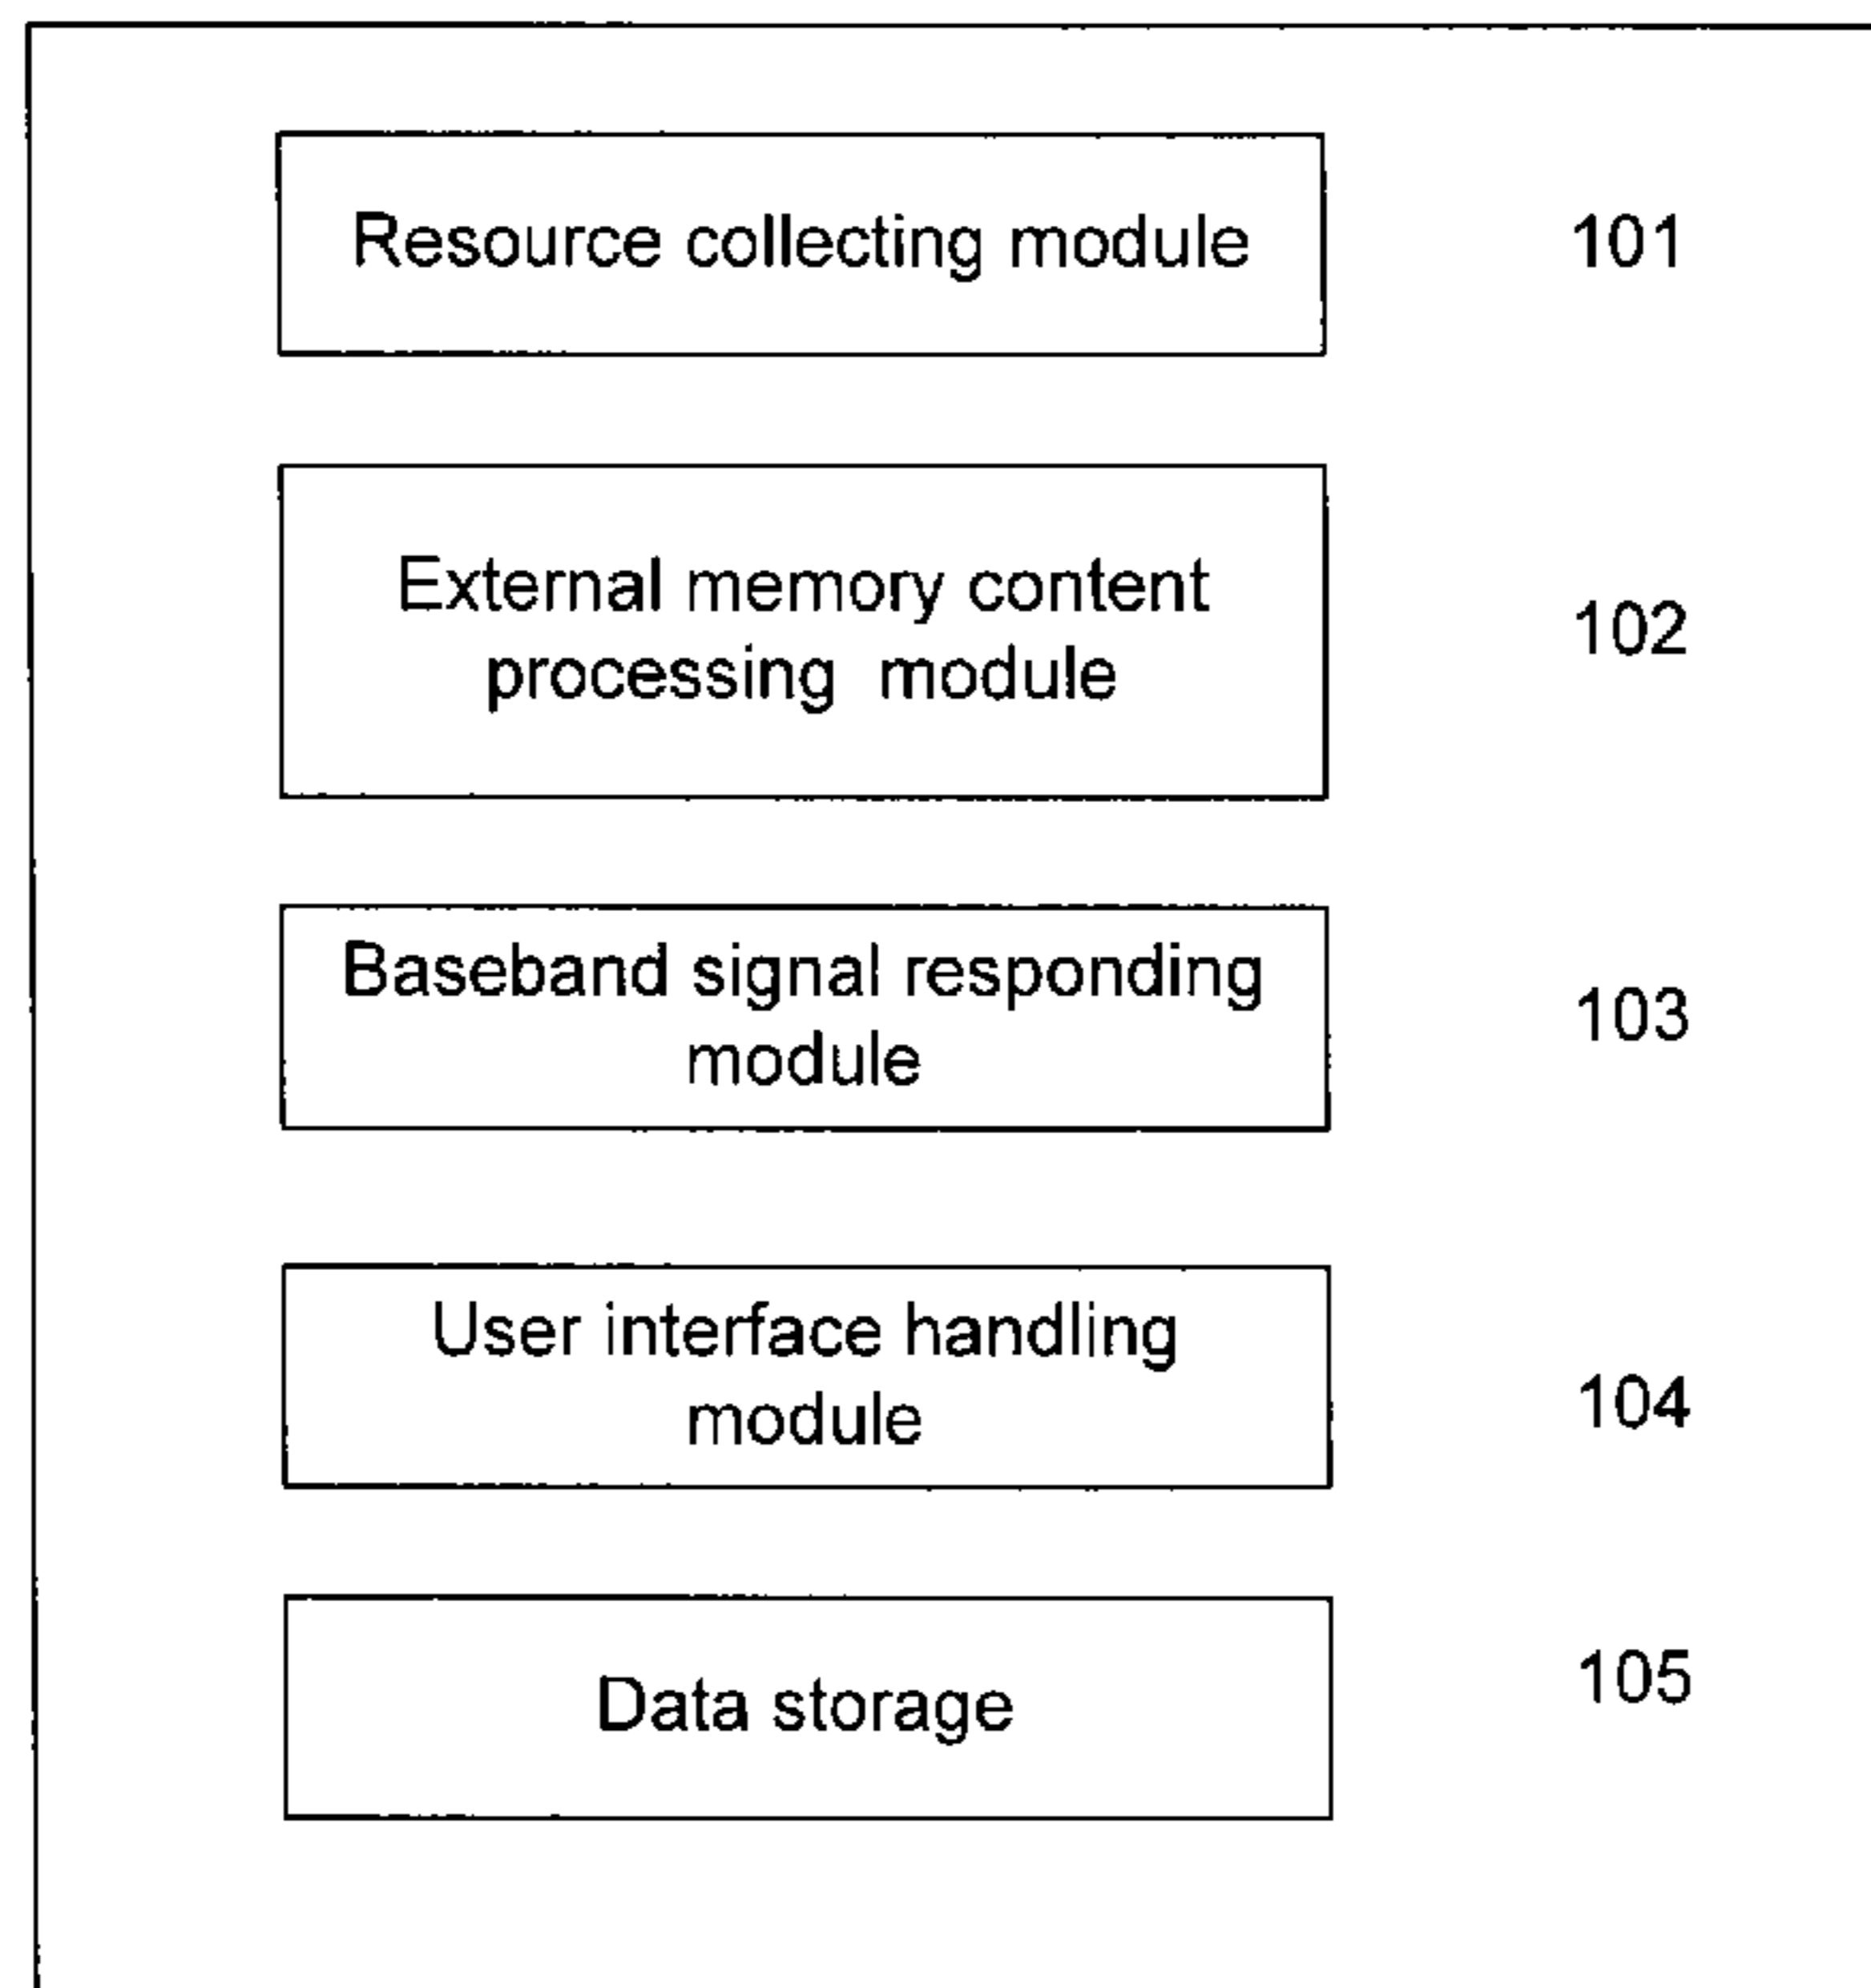 Resource collecting module
101
External memory content
processing module
102
Baseband signal responding
module
103
User interface handling
module
104
Data storage
105